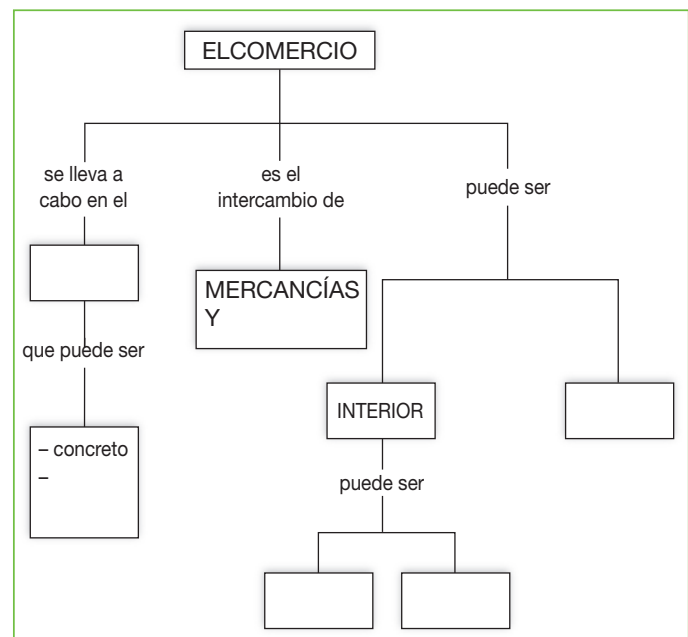 ELCOMERCIO
se lleva a
cabo en el
es el
intercambio de
puede ser
MERCANCÍAS
Y
que puede ser
INTERIOR
– concreto
–
puede ser